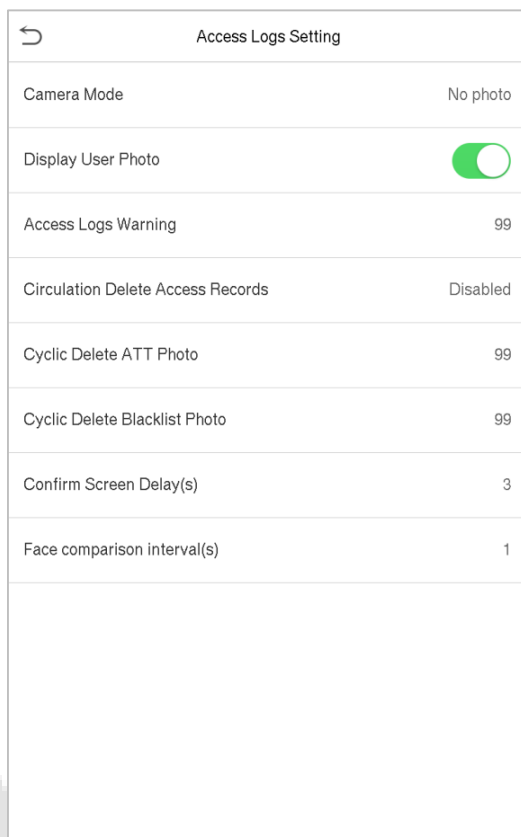 Access Logs Setting
Camera Mode No photo
Display User Photo
Access Logs Warning 99
Circulation Delete Access Records Disabled
Cyclic Delete ATT Photo 99
Cyclic Delete Blacklist Photo 99
Confirm Screen Delay(s) 3
Face comparison interval(s) 1